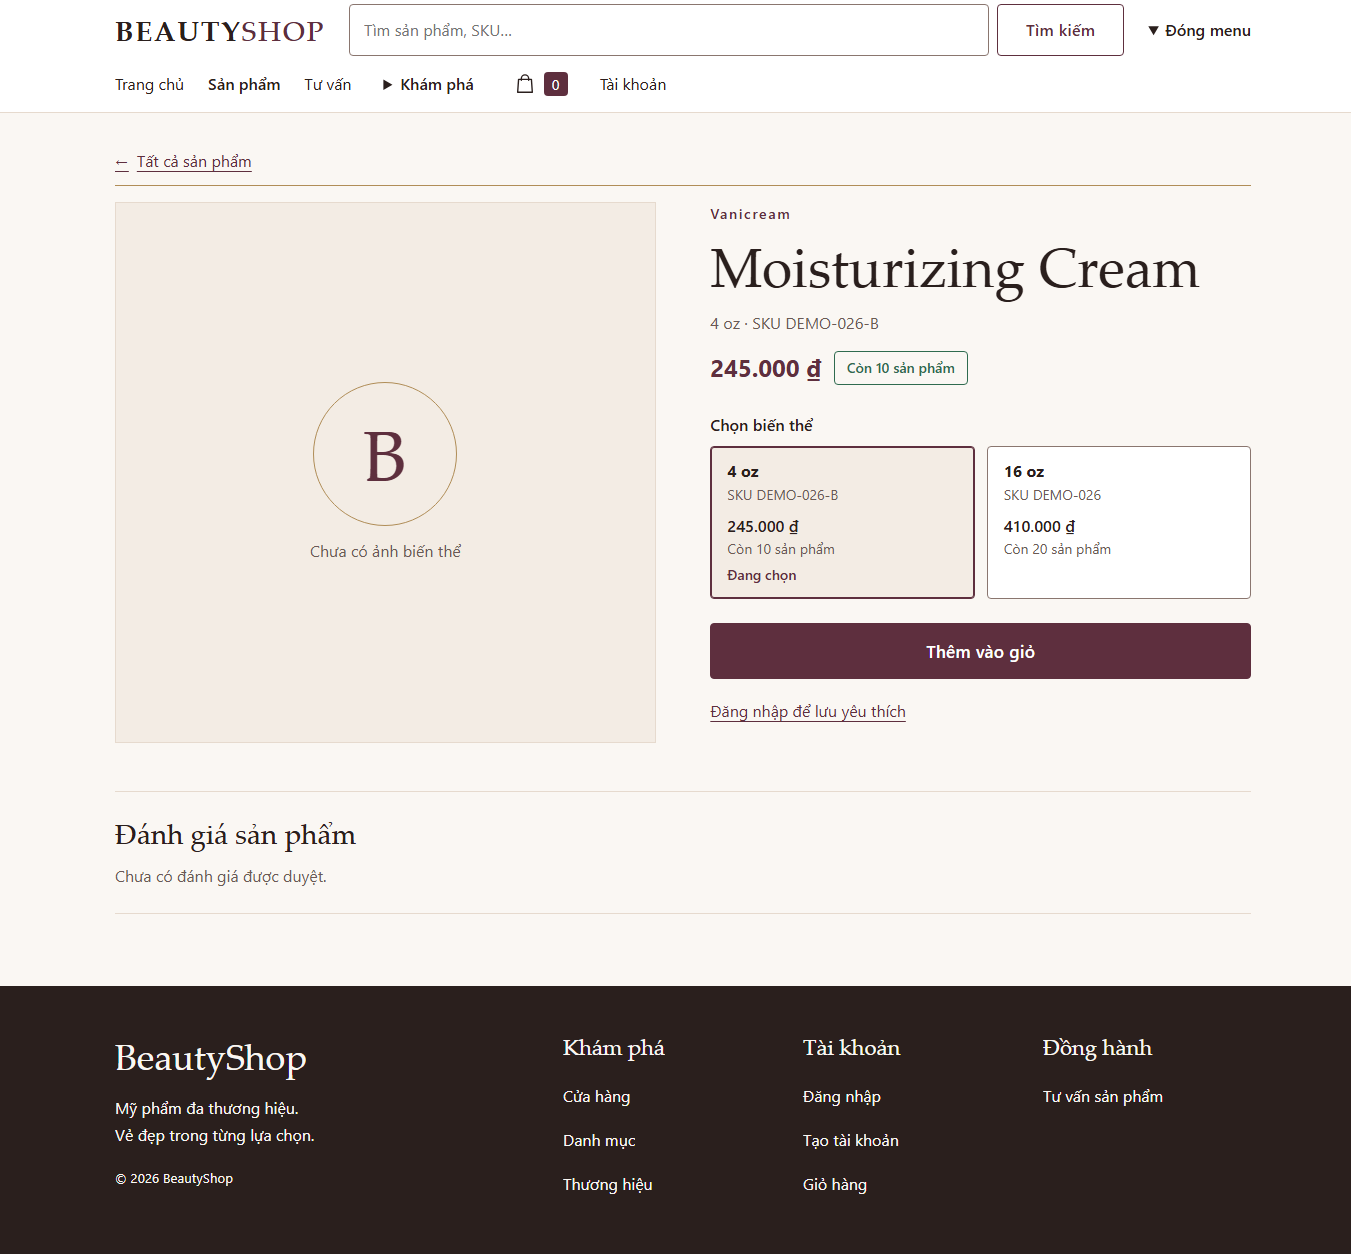 BEAUTYSHOP
Tìm sản phẩm, SKU...
Tìm kiếm
▼ Đóng menu
Trang chủ
Sản phẩm
Tư vấn
▶ Khám phá
0
Tài khoản
← Tất cả sản phẩm
B
Chưa có ảnh biến thể
Vanicream
Moisturizing Cream
4 oz · SKU DEMO-026-B
245.000 ₫
Còn 10 sản phẩm
Chọn biến thể
4 oz
SKU DEMO-026-B
245.000 ₫
Còn 10 sản phẩm
Đang chọn
16 oz
SKU DEMO-026
410.000 ₫
Còn 20 sản phẩm
Thêm vào giỏ
Đăng nhập để lưu yêu thích
Đánh giá sản phẩm
Chưa có đánh giá được duyệt.
BeautyShop
Mỹ phẩm đa thương hiệu.
Vẻ đẹp trong từng lựa chọn.
© 2026 BeautyShop
Khám phá
Cửa hàng
Danh mục
Thương hiệu
Tài khoản
Đăng nhập
Tạo tài khoản
Giỏ hàng
Đồng hành
Tư vấn sản phẩm